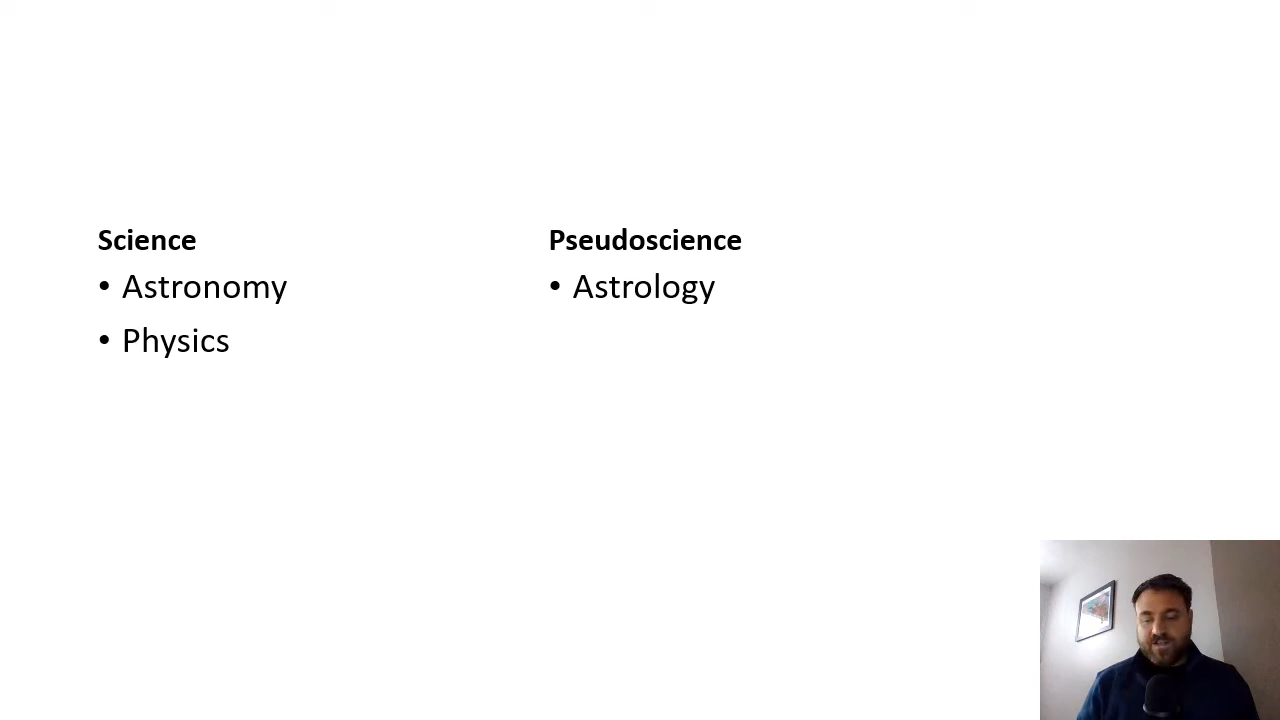 Science
• Astronomy
• Physics
Pseudoscience
• Astrology